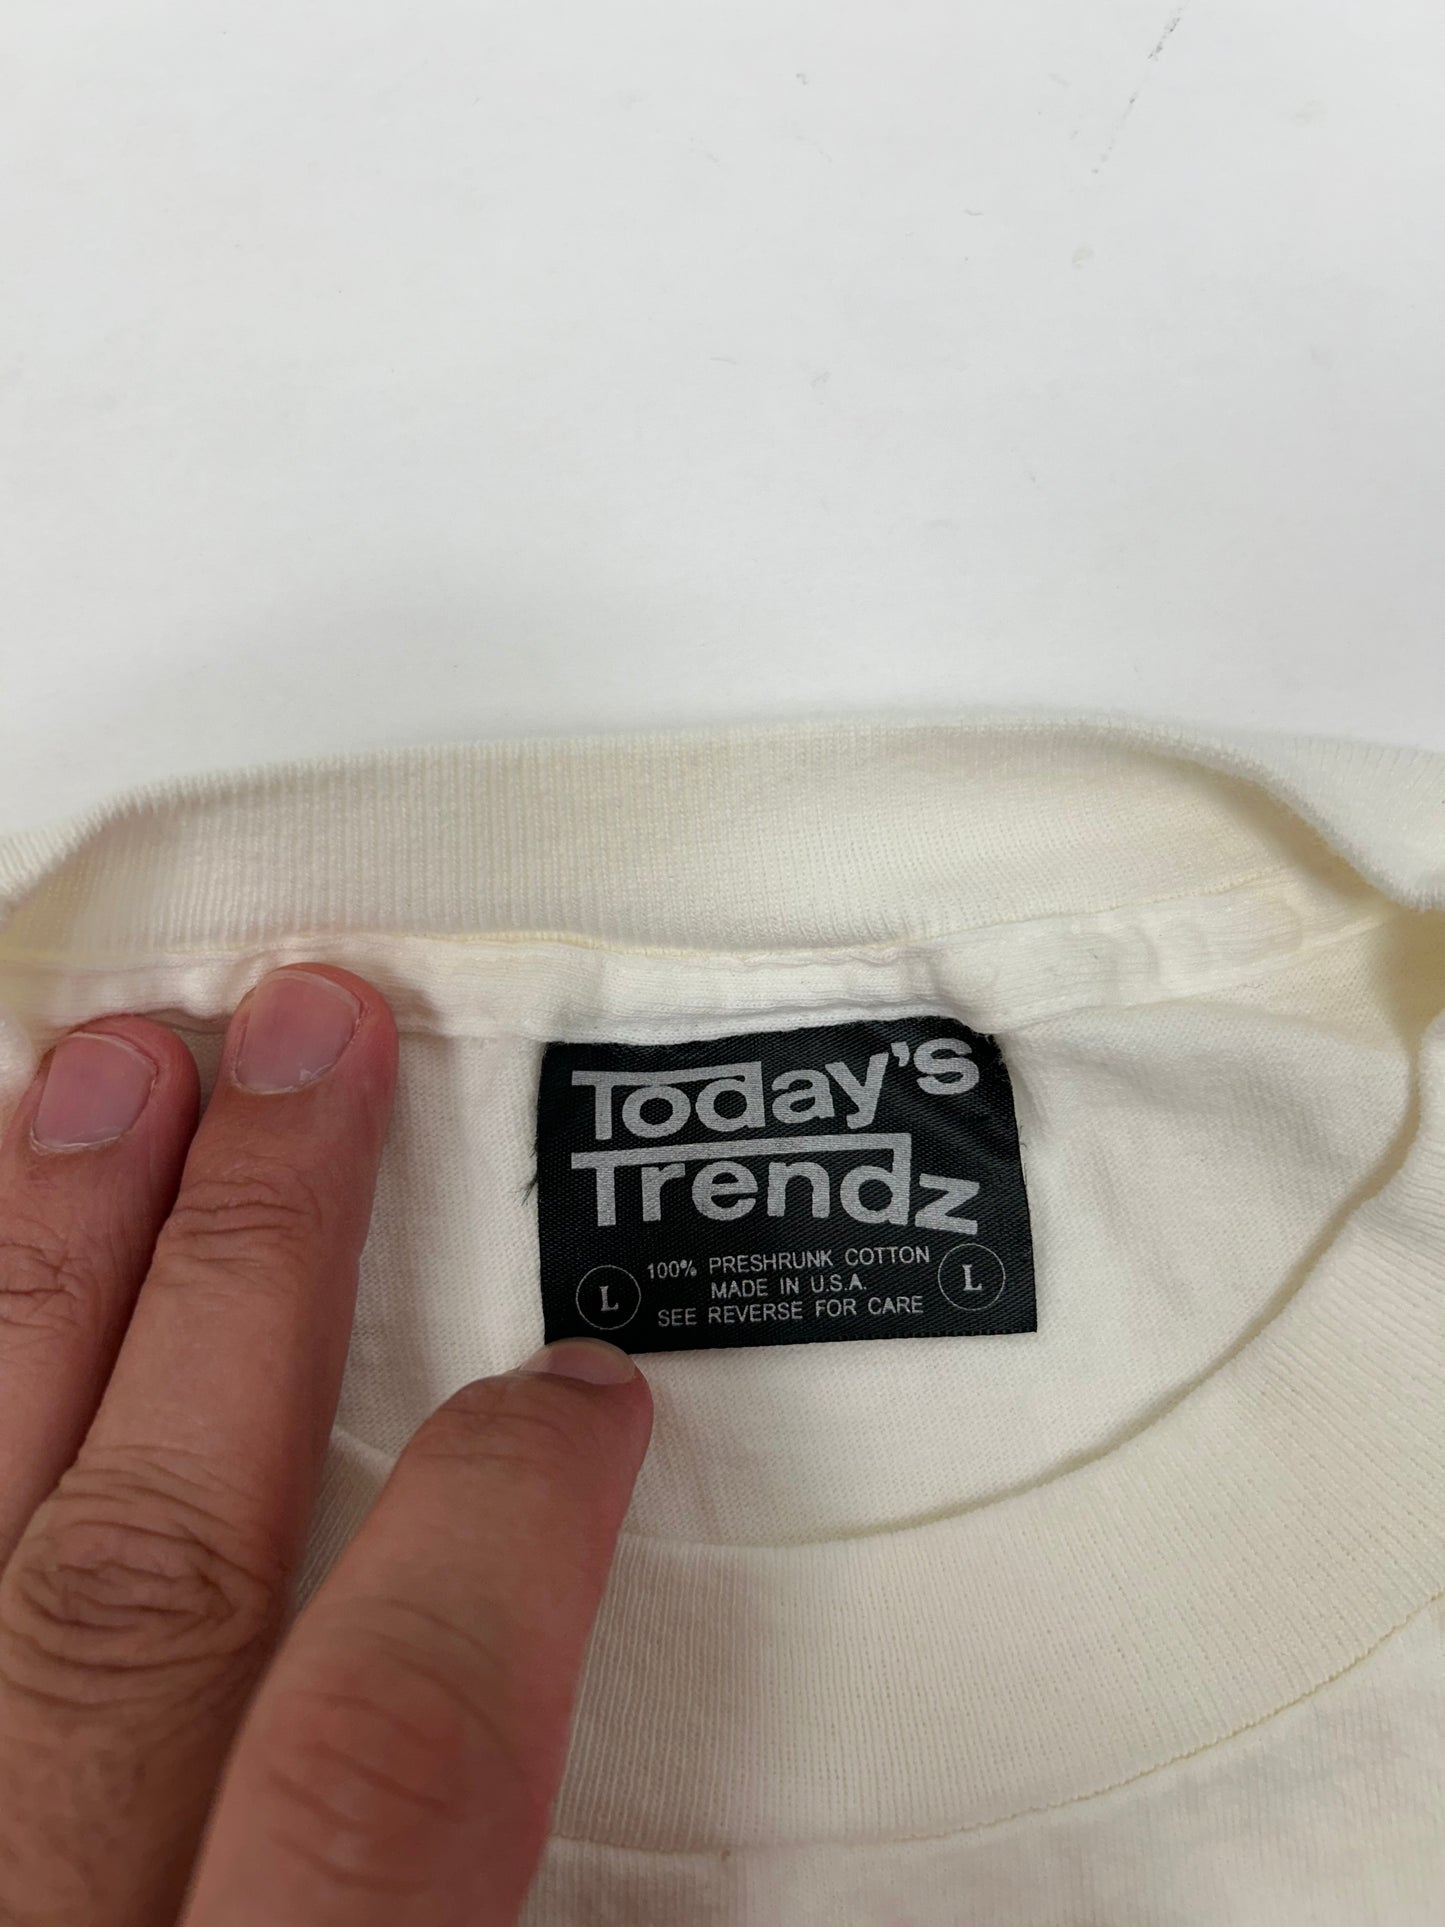 Today's
Trendz
L 100% PRESHRUNK COTTON L
MADE IN U.S.A.
SEE REVERSE FOR CARE